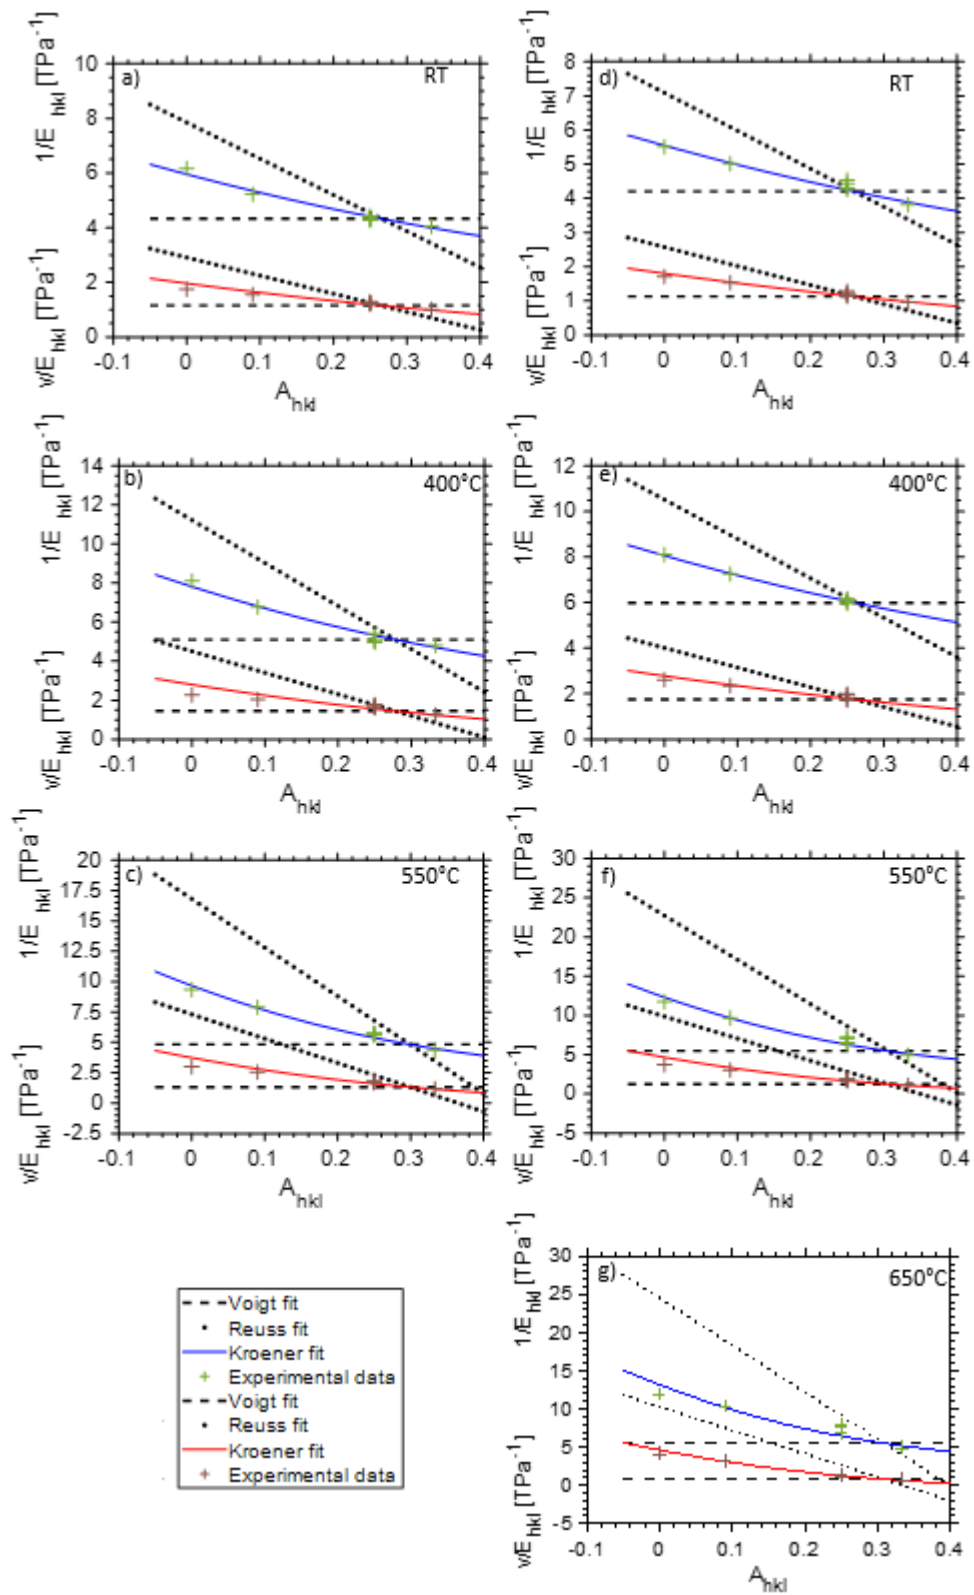 a)
RT
1/E hkl [TPa-1]
ν/E hkl [TPa-1]
10
8
6
4
2
0
-0.1 0 0.1 0.2 0.3 0.4
A hkl
d)
RT
1/E hkl [TPa-1]
ν/E hkl [TPa-1]
8
7
6
5
4
3
2
1
0
-0.1 0 0.1 0.2 0.3 0.4
A hkl
b)
400°C
1/E hkl [TPa-1]
ν/E hkl [TPa-1]
14
12
10
8
6
4
2
0
-0.1 0 0.1 0.2 0.3 0.4
A hkl
e)
400°C
1/E hkl [TPa-1]
ν/E hkl [TPa-1]
12
10
8
6
4
2
0
-0.1 0 0.1 0.2 0.3 0.4
A hkl
c)
550°C
1/E hkl [TPa-1]
ν/E hkl [TPa-1]
20
17.5
15
12.5
10
7.5
5
2.5
0
-2.5
-0.1 0 0.1 0.2 0.3 0.4
A hkl
f)
550°C
1/E hkl [TPa-1]
ν/E hkl [TPa-1]
30
25
20
15
10
5
0
-5
-0.1 0 0.1 0.2 0.3 0.4
A hkl
g)
650°C
1/E hkl [TPa-1]
ν/E hkl [TPa-1]
30
25
20
15
10
5
0
-5
-0.1 0 0.1 0.2 0.3 0.4
A hkl
Voigt fit
Reuss fit
Kroener fit
Experimental data
Voigt fit
Reuss fit
Kroener fit
Experimental data